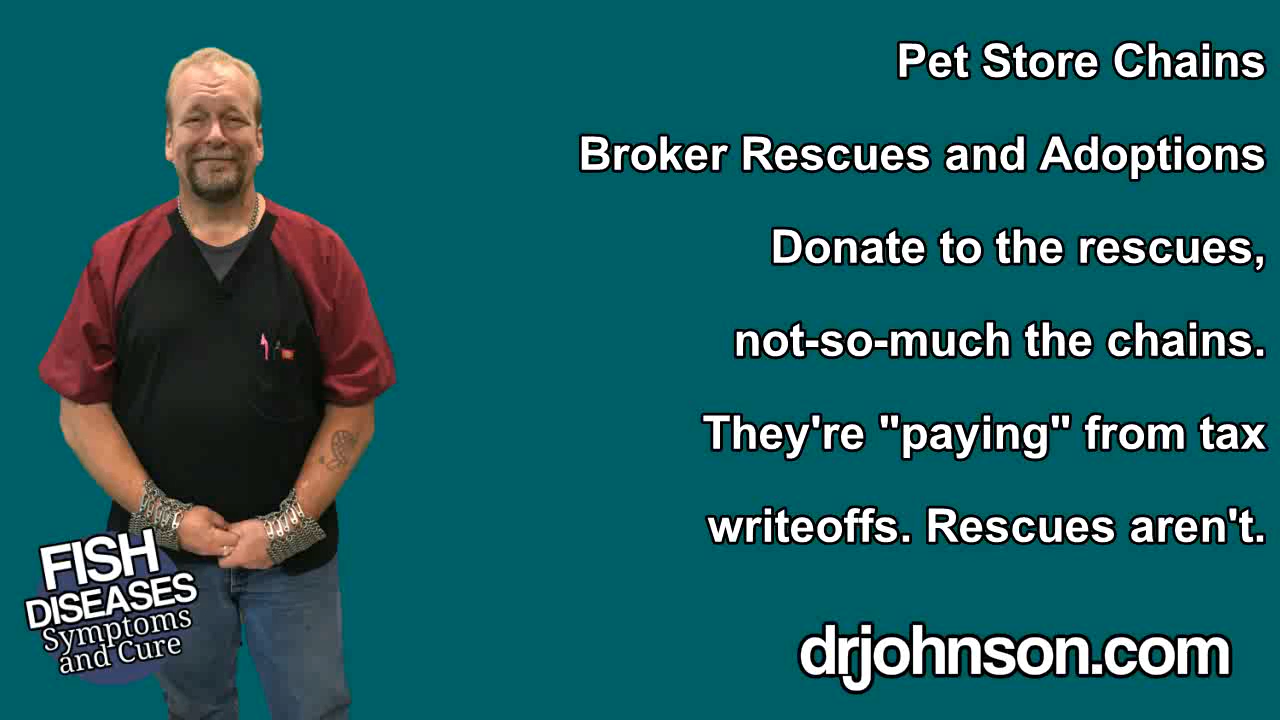 Pet Store Chains
Broker Rescues and Adoptions
Donate to the rescues,
not-so-much the chains.
They're "paying" from tax
writeoffs. Rescues aren't.
FISH
DISEASES
Symptoms
and Cure
drjohnson.com